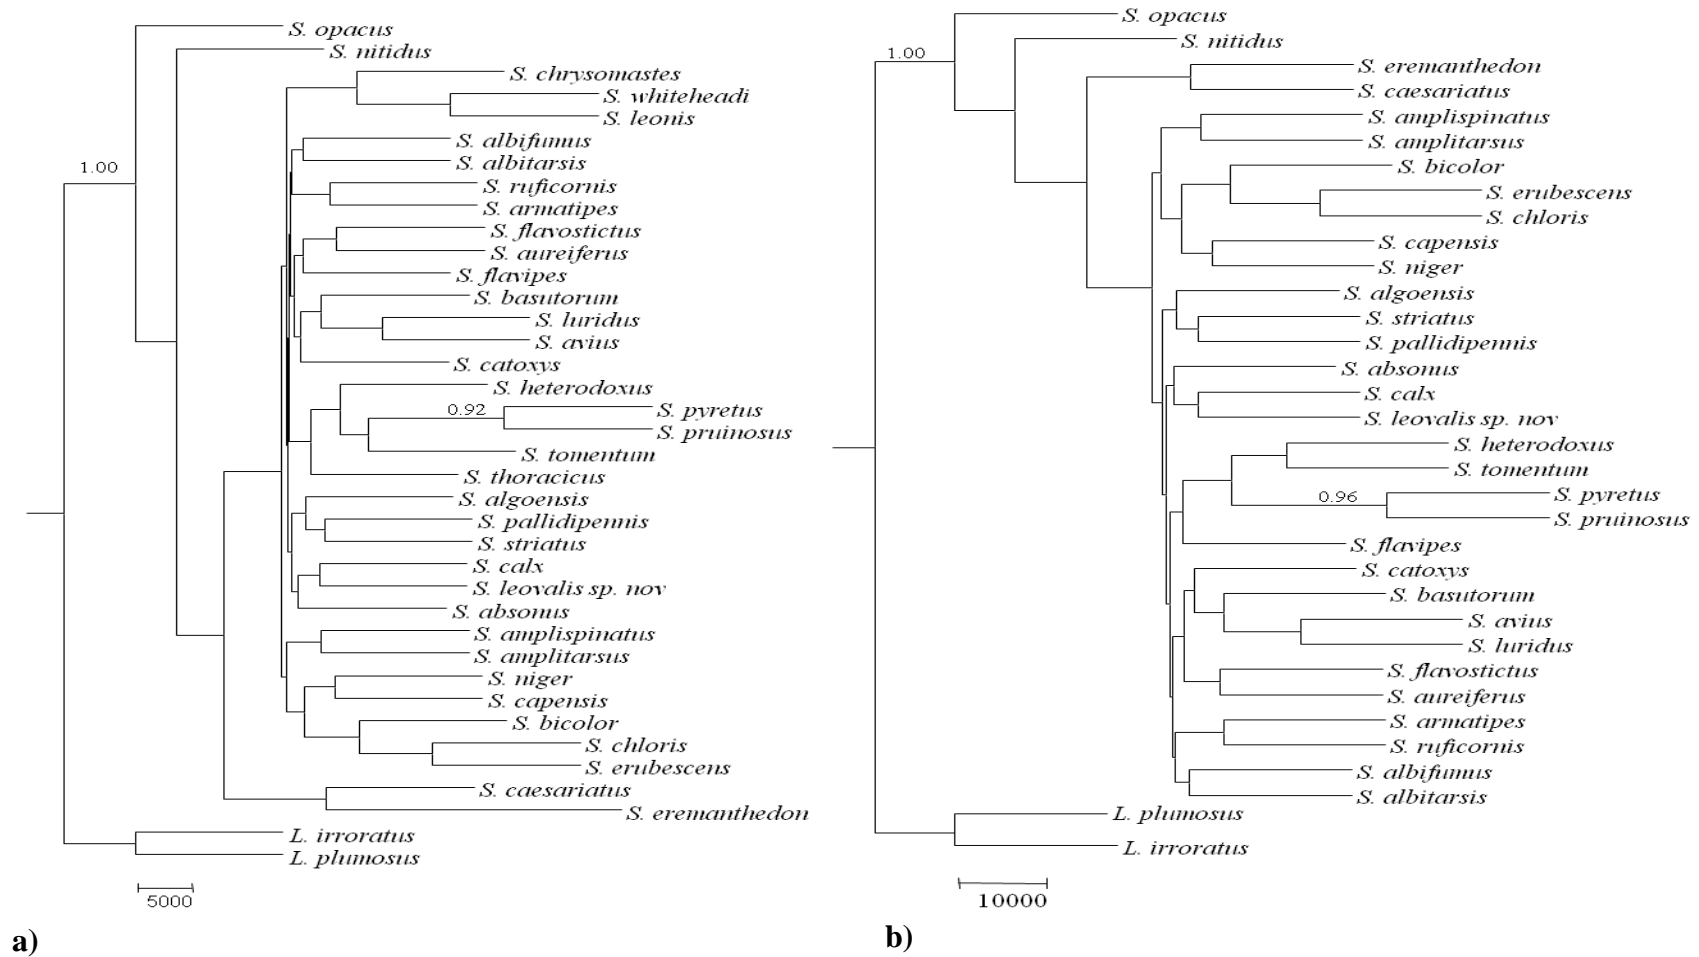 S. opacus
S. nitidus
S. chrysomastes
S. whiteheadi
S. leonis
S. albifumus
1.00
S. albitarsis
S. ruficornis
S. armatipes
S. flavostictus
S. aureiferus
S. flavipes
S. basutorum
S. luridus
S. avius
S. catoxys
S. heterodoxus
0.92
S. pyretus
S. pruinosus
S. tomentum
S. thoracicus
S. algoensis
S. pallidipennis
S. striatus
S. calx
S. leovalis sp. nov
S. absonus
S. amplispinatus
S. amplitarsus
S. niger
S. capensis
S. bicolor
S. chloris
S. erubescens
S. caesariatus
S. eremanthedon
L. irroratus
L. plumosus
5000
a)
S. opacus
S. nitidus
1.00
S. eremanthedon
S. caesariatus
S. amplispinatus
S. amplitarsus
S. bicolor
S. erubescens
S. chloris
S. capensis
S. niger
S. algoensis
S. striatus
S. pallidipennis
S. absonus
S. calx
S. leovalis sp. nov
S. heterodoxus
S. tomentum
0.96
S. pyretus
S. pruinosus
S. flavipes
S. catoxys
S. basutorum
S. avius
S. luridus
S. flavostictus
S. aureiferus
S. armatipes
S. ruficornis
S. albifumus
S. albitarsis
L. plumosus
L. irroratus
10000
b)